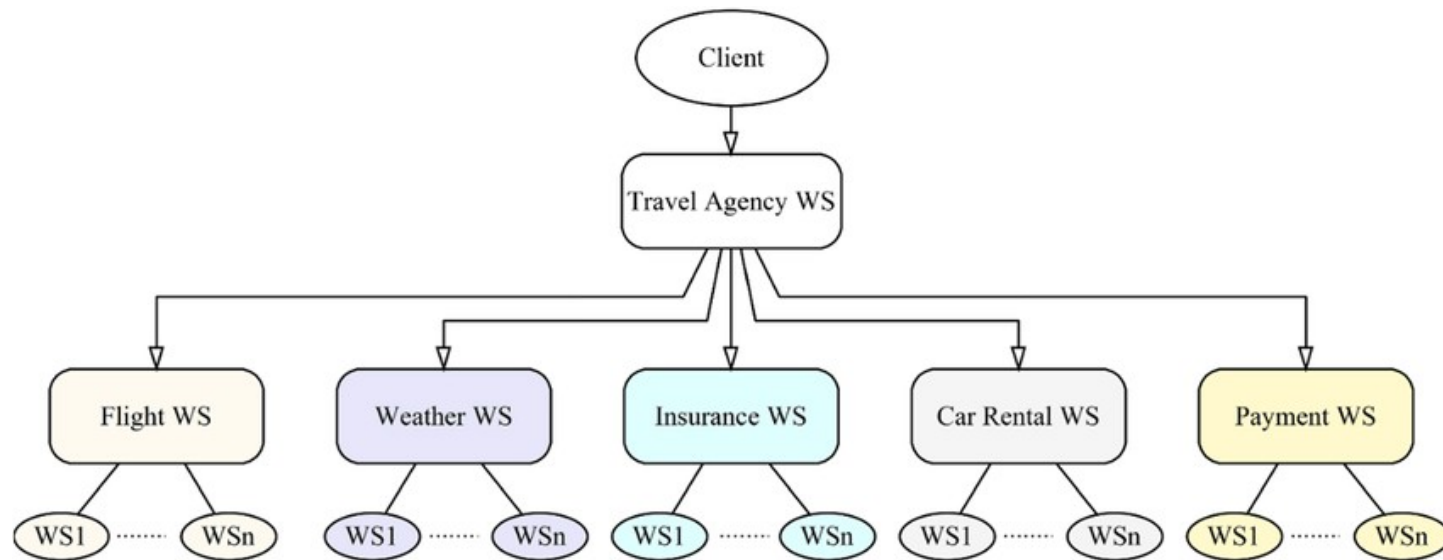 Client
Travel Agency WS
Flight WS
Weather WS
Insurance WS
Car Rental WS
Payment WS
WS1 ........ WSn
WS1 ........ WSn
WS1 ........ WSn
WS1 ........ WSn
WS1 ........ WSn